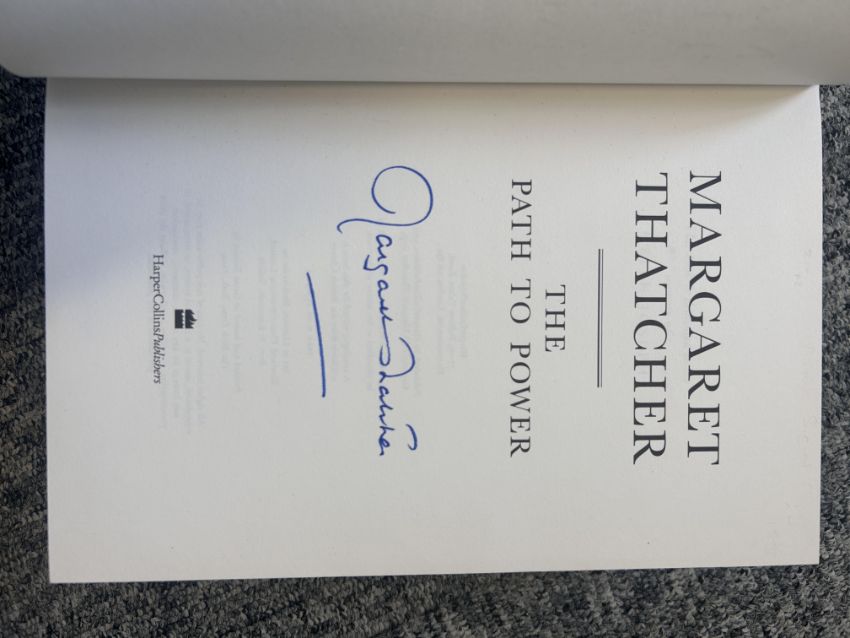 MARGARET
THATCHER
THE
PATH TO POWER
Margaret Thatcher
HarperCollinsPublishers